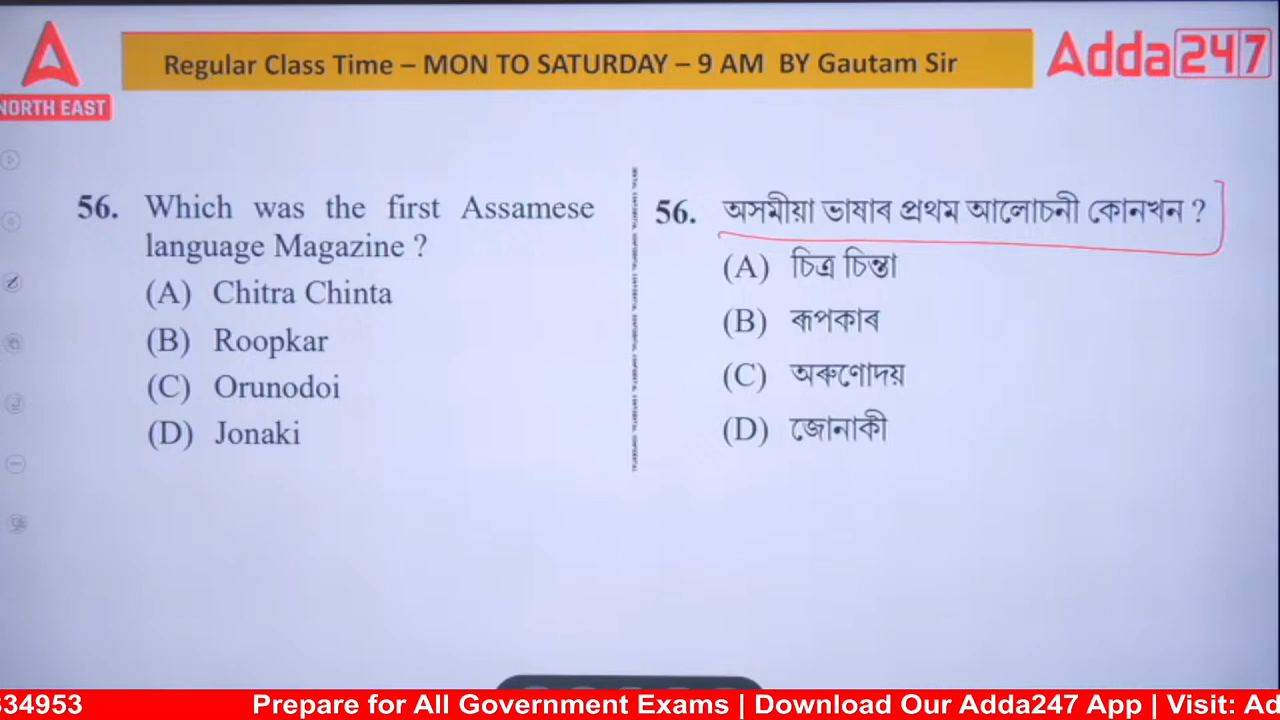 Regular Class Time – MON TO SATURDAY – 9 AM BY Gautam Sir
Adda247
NORTH EAST
56. Which was the first Assamese
language Magazine ?
(A) Chitra Chinta
(B) Roopkar
(C) Orunodoi
(D) Jonaki
56. অসমীয়া ভাষাৰ প্ৰথম আলোচনী কোনখন ?
(A) চিত্ৰ চিন্তা
(B) ৰূপকাৰ
(C) অৰুণোদয়
(D) জোনাকী
334953 Prepare for All Government Exams | Download Our Adda247 App | Visit: Ad